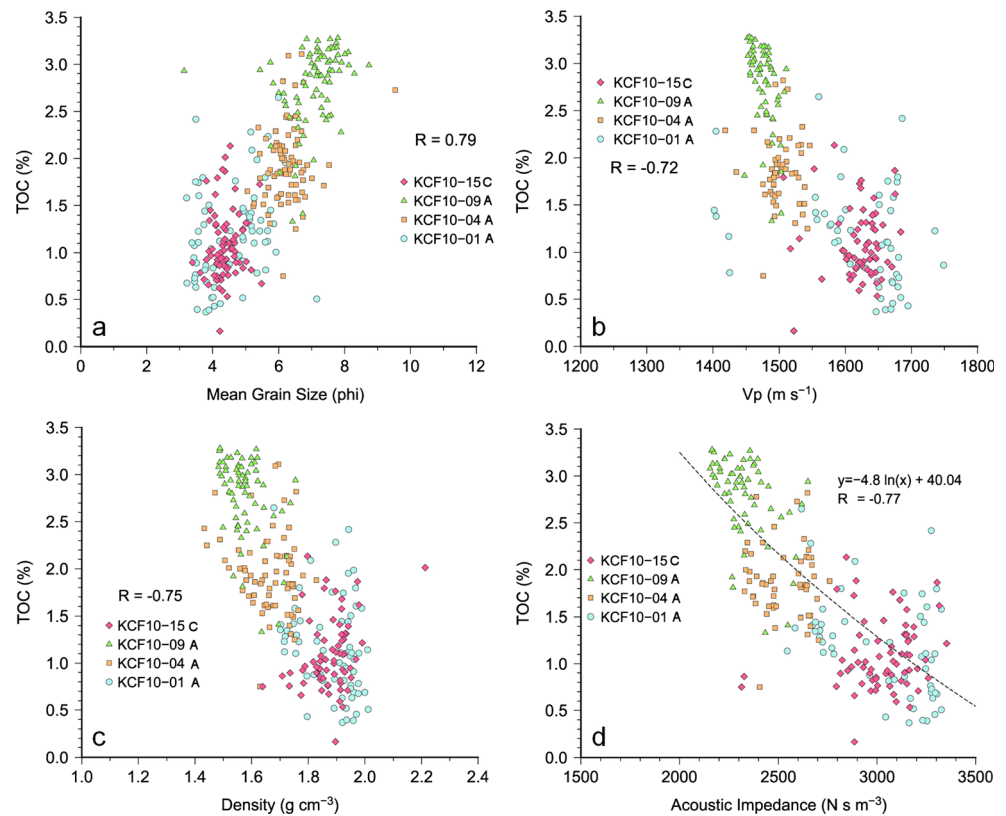 3.5
3.0
2.5
2.0
1.5
1.0
0.5
0.0
TOC (%)
R = 0.79
KCF10-15 C
KCF10-09 A
KCF10-04 A
KCF10-01 A
a
0 2 4 6 8 10 12
Mean Grain Size (phi)
3.5
3.0
2.5
2.0
1.5
1.0
0.5
0.0
TOC (%)
KCF10-15 C
KCF10-09 A
KCF10-04 A
KCF10-01 A
R = -0.72
b
1200 1300 1400 1500 1600 1700 1800
Vp (m s⁻¹)
3.5
3.0
2.5
2.0
1.5
1.0
0.5
0.0
TOC (%)
R = -0.75
KCF10-15 C
KCF10-09 A
KCF10-04 A
KCF10-01 A
c
1.0 1.2 1.4 1.6 1.8 2.0 2.2 2.4
Density (g cm⁻³)
3.5
3.0
2.5
2.0
1.5
1.0
0.5
0.0
TOC (%)
y=−4.8 ln(x) + 40.04
R = -0.77
KCF10-15 C
KCF10-09 A
KCF10-04 A
KCF10-01 A
d
1500 2000 2500 3000 3500
Acoustic Impedance (N s m⁻³)